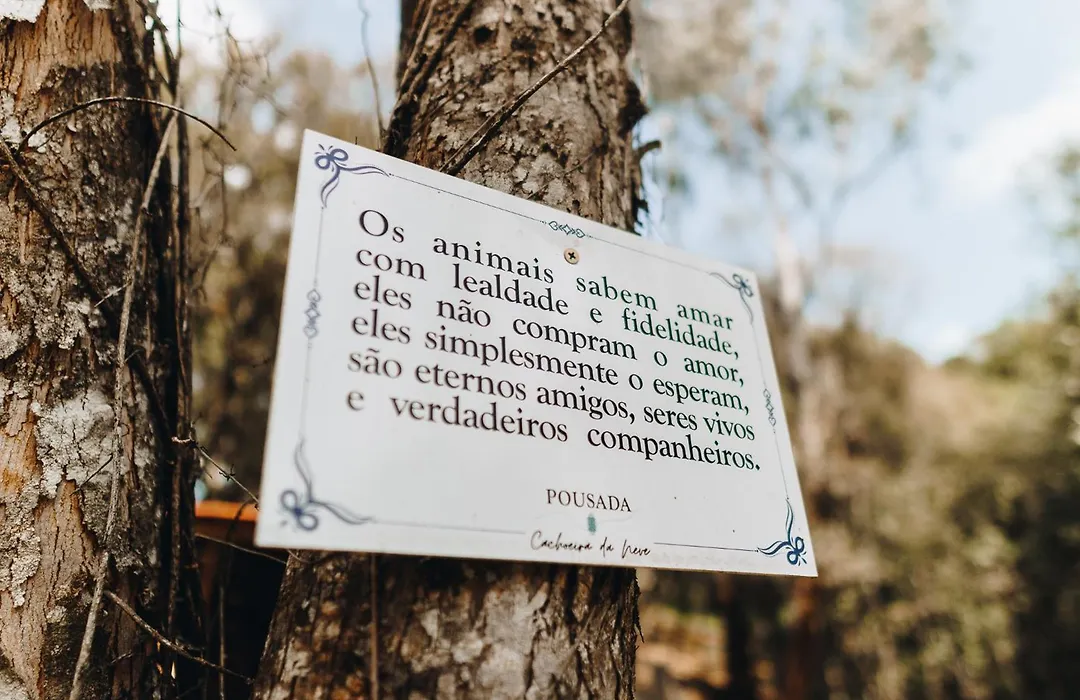 Os animais sabem amar
com lealdade e fidelidade,
eles não compram o amor,
eles simplesmente o esperam,
são eternos amigos, seres vivos
e verdadeiros companheiros.
POUSADA
Cachoeira da Neve